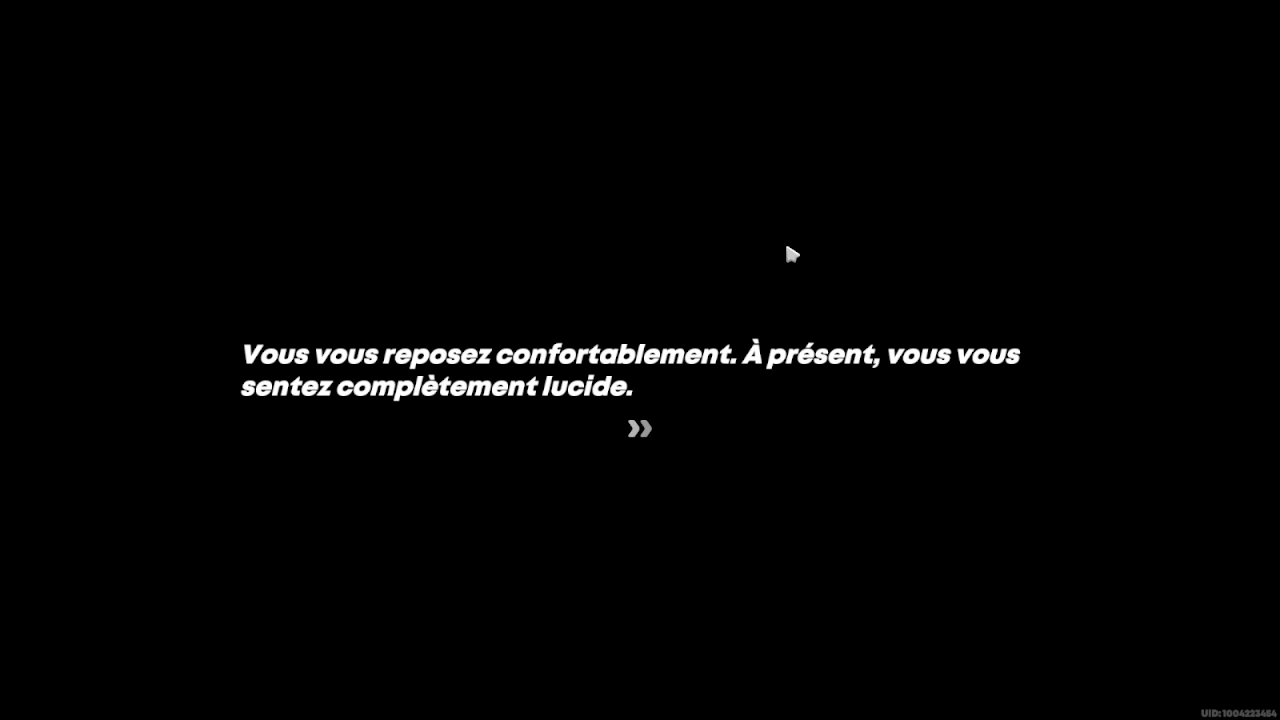 Vous vous reposez confortablement. À présent, vous vous
sentez complètement lucide.
UID: 1004223454